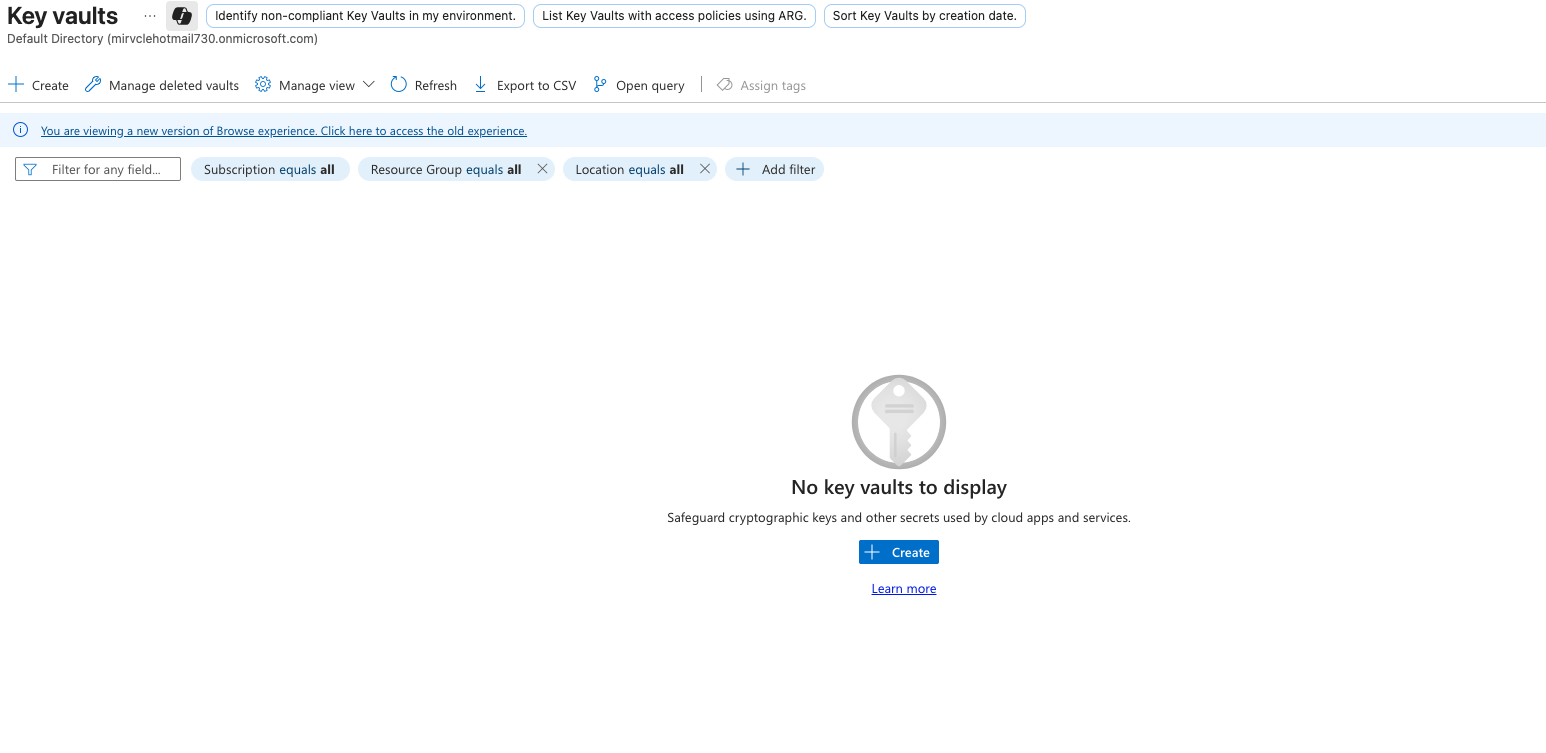 Key vaults ... Identify non-compliant Key Vaults in my environment. List Key Vaults with access policies using ARG. Sort Key Vaults by creation date.
Default Directory (mirvclehotmail730.onmicrosoft.com)
Create Manage deleted vaults Manage view Refresh Export to CSV Open query Assign tags
You are viewing a new version of Browse experience. Click here to access the old experience.
Filter for any field... Subscription equals all Resource Group equals all Location equals all Add filter
No key vaults to display
Safeguard cryptographic keys and other secrets used by cloud apps and services.
Create
Learn more